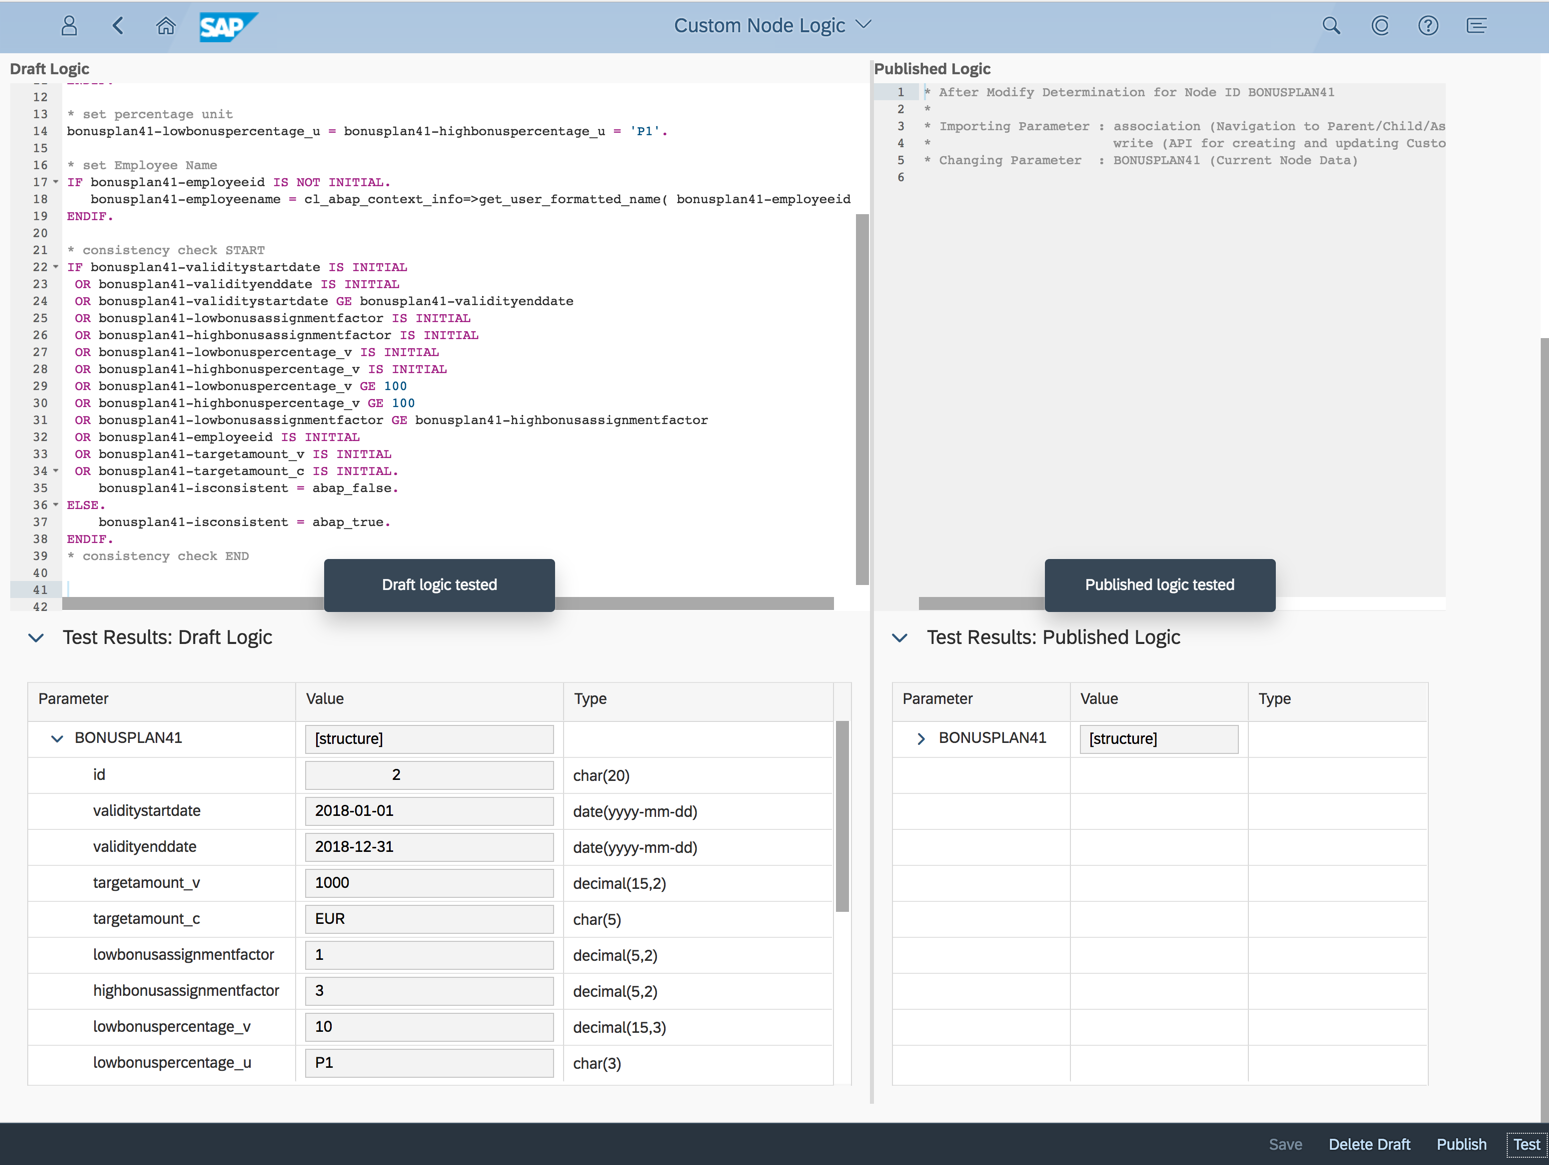 SAP
Custom Node Logic
Draft Logic
12
13 * set percentage unit
14 bonusplan41-lowbonuspercentage_u = bonusplan41-highbonuspercentage_u = 'P1'.
15
16 * set Employee Name
17 IF bonusplan41-employeeid IS NOT INITIAL.
18 bonusplan41-employeename = cl_abap_context_info=>get_user_formatted_name( bonusplan41-employeeid
19 ENDIF.
20
21 * consistency check START
22 IF bonusplan41-validitystartdate IS INITIAL
23 OR bonusplan41-validityenddate IS INITIAL
24 OR bonusplan41-validitystartdate GE bonusplan41-validityenddate
25 OR bonusplan41-lowbonusassignmentfactor IS INITIAL
26 OR bonusplan41-highbonusassignmentfactor IS INITIAL
27 OR bonusplan41-lowbonuspercentage_v IS INITIAL
28 OR bonusplan41-highbonuspercentage_v IS INITIAL
29 OR bonusplan41-lowbonuspercentage_v GE 100
30 OR bonusplan41-highbonuspercentage_v GE 100
31 OR bonusplan41-lowbonusassignmentfactor GE bonusplan41-highbonusassignmentfactor
32 OR bonusplan41-employeeid IS INITIAL
33 OR bonusplan41-targetamount_v IS INITIAL
34 OR bonusplan41-targetamount_c IS INITIAL.
35 bonusplan41-isconsistent = abap_false.
36 ELSE.
37 bonusplan41-isconsistent = abap_true.
38 ENDIF.
39 * consistency check END
40
41
42
Draft logic tested
Published Logic
1 * After Modify Determination for Node ID BONUSPLAN41
2 *
3 * Importing Parameter : association (Navigation to Parent/Child/As
4 * write (API for creating and updating Custo
5 * Changing Parameter : BONUSPLAN41 (Current Node Data)
6
Published logic tested
Test Results: Draft Logic
Parameter Value Type
BONUSPLAN41 [structure]
id 2 char(20)
validitystartdate 2018-01-01 date(yyyy-mm-dd)
validityenddate 2018-12-31 date(yyyy-mm-dd)
targetamount_v 1000 decimal(15,2)
targetamount_c EUR char(5)
lowbonusassignmentfactor 1 decimal(5,2)
highbonusassignmentfactor 3 decimal(5,2)
lowbonuspercentage_v 10 decimal(15,3)
lowbonuspercentage_u P1 char(3)
Test Results: Published Logic
Parameter Value Type
BONUSPLAN41 [structure]
Save Delete Draft Publish Test